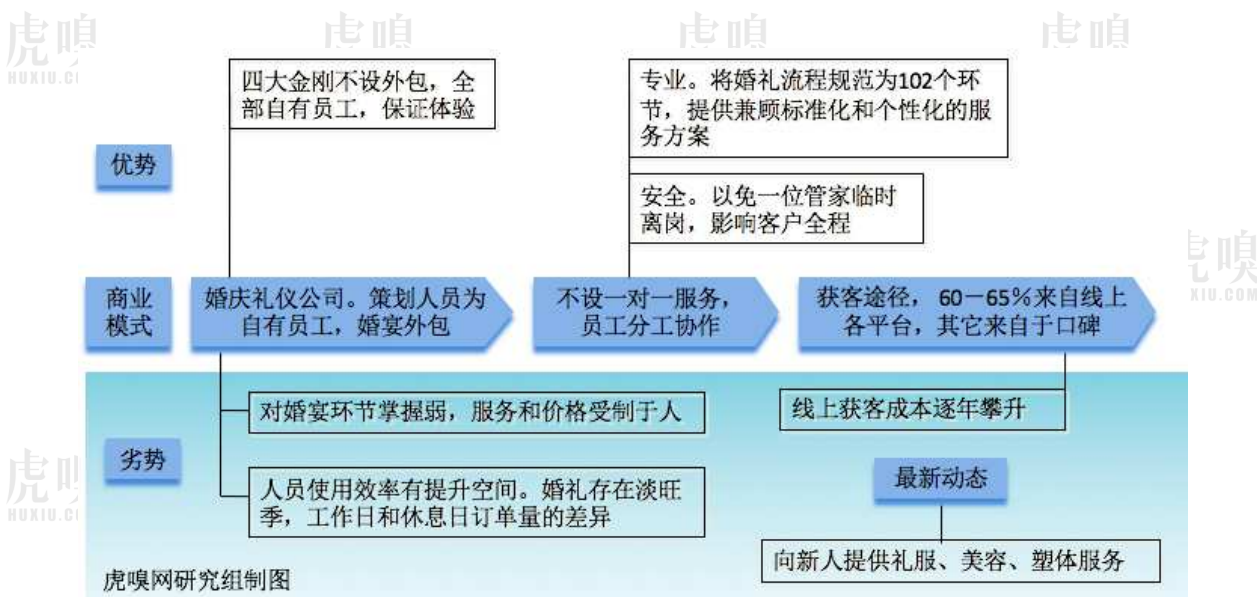 虎嗅
虎嗅
虎嗅
虎嗅
HUXIU.C
四大金刚不设外包，全
部自有员工，保证体验
专业。将婚礼流程规范为102个环
节，提供兼顾标准化和个性化的服
务方案
优势
安全。以免一位管家临时
离岗，影响客户全程
虎嗅
XIU.COM
商业
模式
婚庆礼仪公司。策划人员为
自有员工，婚宴外包
不设一对一服务，
员工分工协作
获客途径，60－65%来自线上
各平台，其它来自于口碑
对婚宴环节掌握弱，服务和价格受制于人
线上获客成本逐年攀升
劣势
虎嗅
HUXIU.C
人员使用效率有提升空间。婚礼存在淡旺
季，工作日和休息日订单量的差异
最新动态
向新人提供礼服、美容、塑体服务
虎嗅网研究组制图